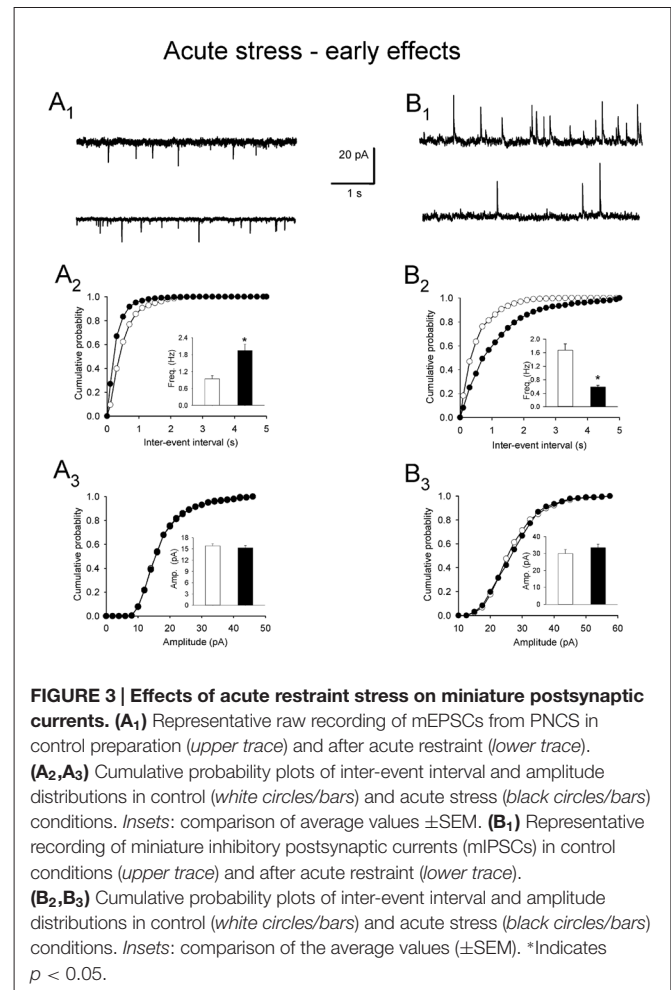 Acute stress - early effects
A1
B1
20 pA
1 s
A2
B2
Cumulative probability
1.0
0.8
0.6
0.4
0.2
0.0
Freq. (Hz)
2.4
1.8
1.2
0.6
0.0
*
0 1 2 3 4 5
Inter-event interval (s)
Cumulative probability
1.0
0.8
0.6
0.4
0.2
0.0
Freq. (Hz)
2.0
1.6
1.2
0.8
0.4
0.0
*
0 1 2 3 4 5
Inter-event interval (s)
A3
B3
Cumulative probability
1.0
0.8
0.6
0.4
0.2
0.0
Amp. (pA)
18
15
12
9
6
3
0
0 10 20 30 40 50
Amplitude (pA)
Cumulative probability
1.0
0.8
0.6
0.4
0.2
0.0
Amp. (pA)
40
30
20
10
0
10 20 30 40 50 60
Amplitude (pA)
FIGURE 3 | Effects of acute restraint stress on miniature postsynaptic
currents. (A1) Representative raw recording of mEPSCs from PNCS in
control preparation (upper trace) and after acute restraint (lower trace).
(A2,A3) Cumulative probability plots of inter-event interval and amplitude
distributions in control (white circles/bars) and acute stress (black circles/bars)
conditions. Insets: comparison of average values ±SEM. (B1) Representative
recording of miniature inhibitory postsynaptic currents (mIPSCs) in control
conditions (upper trace) and after acute restraint (lower trace).
(B2,B3) Cumulative probability plots of inter-event interval and amplitude
distributions in control (white circles/bars) and acute stress (black circles/bars)
conditions. Insets: comparison of the average values (±SEM). *Indicates
p < 0.05.